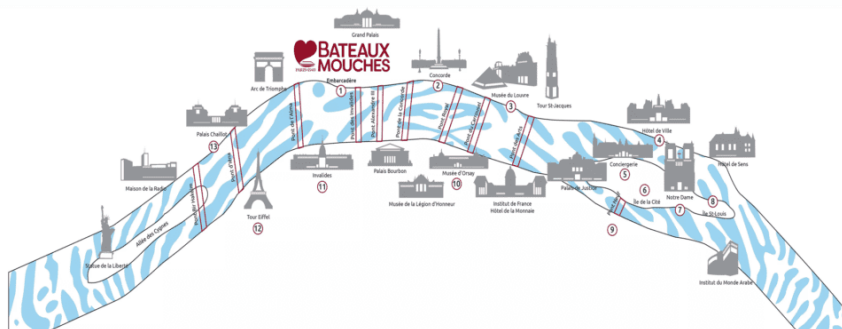 Grand Palais
BATEAUX
MOUCHES
Arc de Triomphe
Embarcadère
1
Concorde
2
Musée du Louvre
3
Tour St-Jacques
Hôtel de Ville
4
Hôtel de Sens
Palais Chaillot
13
Pont de l'Alma
Pont des Invalides
Pont Alexandre III
Pont de la Concorde
Pont Royal
Pont du Carrousel
Pont des Arts
Conciergerie
5
Maison de la Radio
Pont d'Iéna
Invalides
11
Palais Bourbon
Musée d'Orsay
10
Palais de Justice
6
Île de la Cité
Notre Dame
7
8
Île St-Louis
Musée de la Légion d'Honneur
Institut de France
Hôtel de la Monnaie
Pont Neuf
9
Tour Eiffel
12
Allée des Cygnes
Statue de la Liberté
Institut du Monde Arabe